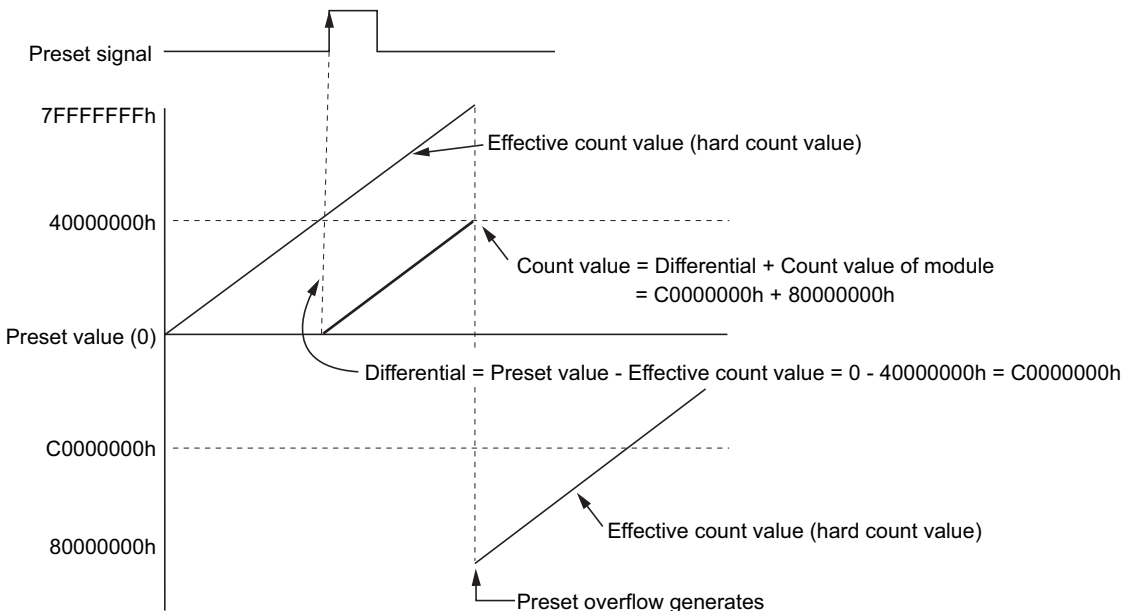 Preset signal
7FFFFFFFh
Effective count value (hard count value)
40000000h
Count value = Differential + Count value of module
= C0000000h + 80000000h
Preset value (0)
Differential = Preset value - Effective count value = 0 - 40000000h = C0000000h
C0000000h
Effective count value (hard count value)
80000000h
Preset overflow generates